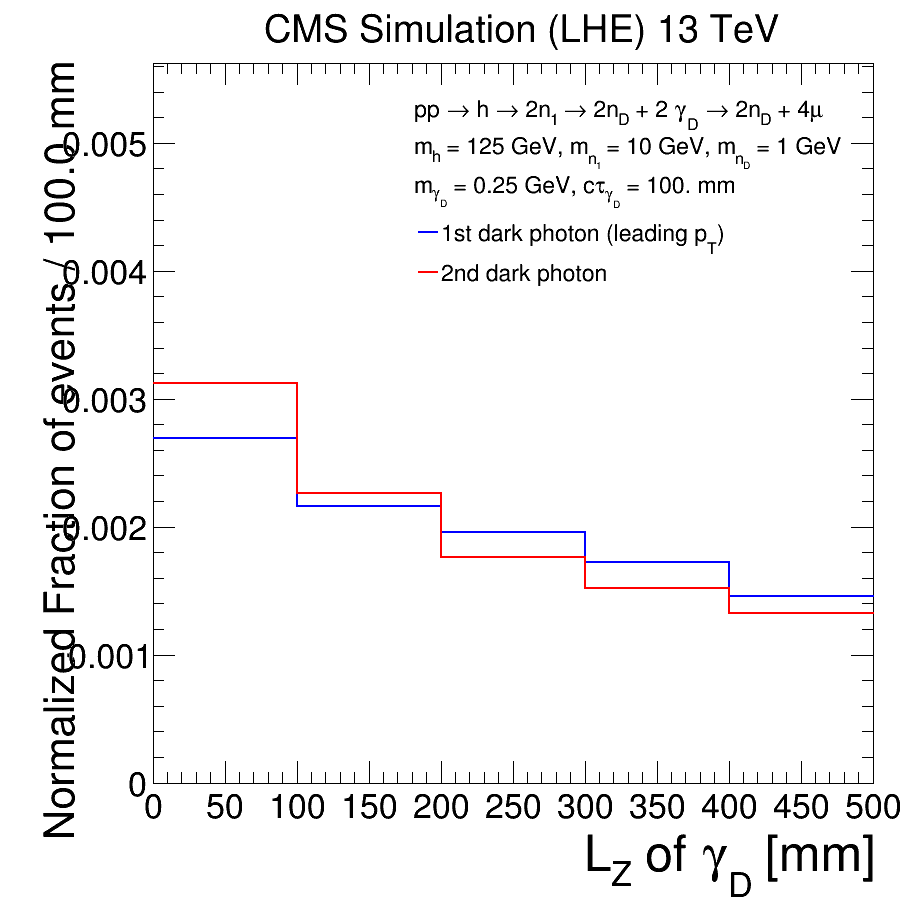 CMS Simulation (LHE) 13 TeV
pp → h → 2n1 → 2nD + 2 γD → 2nD + 4μ
mh = 125 GeV, mn1 = 10 GeV, mnD = 1 GeV
mγD = 0.25 GeV, cτγD = 100. mm
1st dark photon (leading pT)
2nd dark photon
Normalized Fraction of events / 100.0 mm
0.005
0.004
0.003
0.002
0.001
0
0 50 100 150 200 250 300 350 400 450 500
LZ of γD [mm]